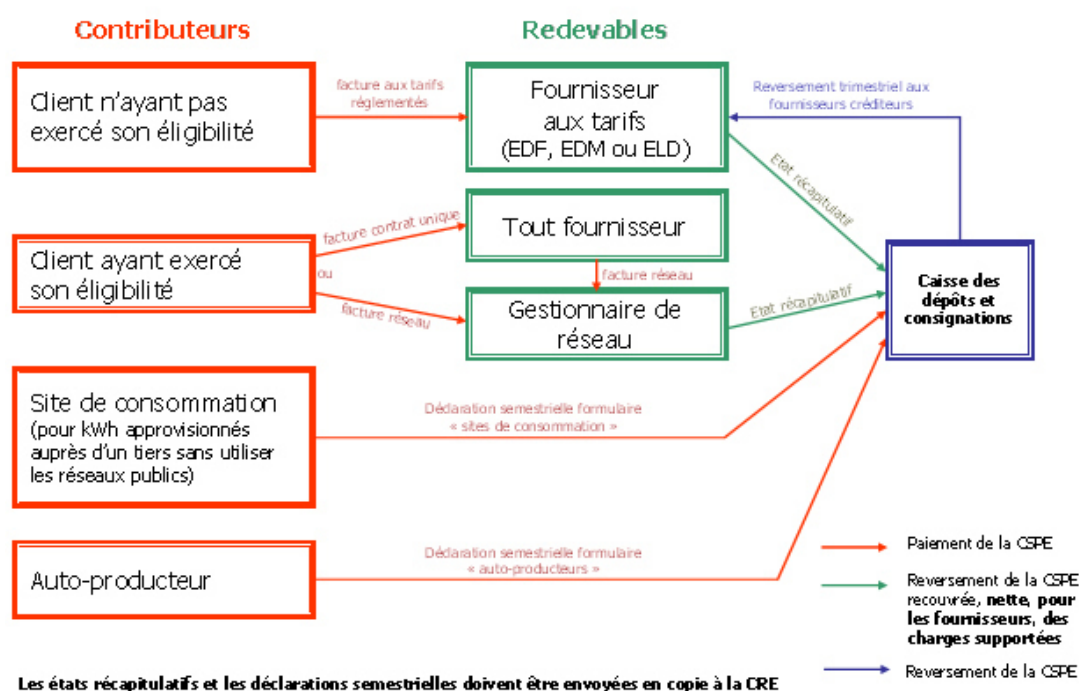 Contributeurs
Redevables
Client n'ayant pas
exercé son éligibilité
facture aux tarifs
réglementés
Fournisseur
aux tarifs
(EDF, EDM ou ELD)
Reversement trimestriel aux
fournisseurs créditeurs
Etat récapitulatif
Client ayant exercé
son éligibilité
facture contrat unique
ou
facture réseau
Tout fournisseur
facture réseau
Gestionnaire de
réseau
Etat récapitulatif
Caisse des
dépôts et
consignations
Site de consommation
(pour kWh approvisionnés
auprès d'un tiers sans utiliser
les réseaux publics)
Déclaration semestrielle formulaire
« sites de consommation »
Auto-producteur
Déclaration semestrielle formulaire
« auto-producteurs »
Paiement de la CSPE
Reversement de la CSPE
recouvrée, nette, pour
les fournisseurs, des
charges supportées
Reversement de la CSPE
Les états récapitulatifs et les déclarations semestrielles doivent être envoyées en copie à la CRE